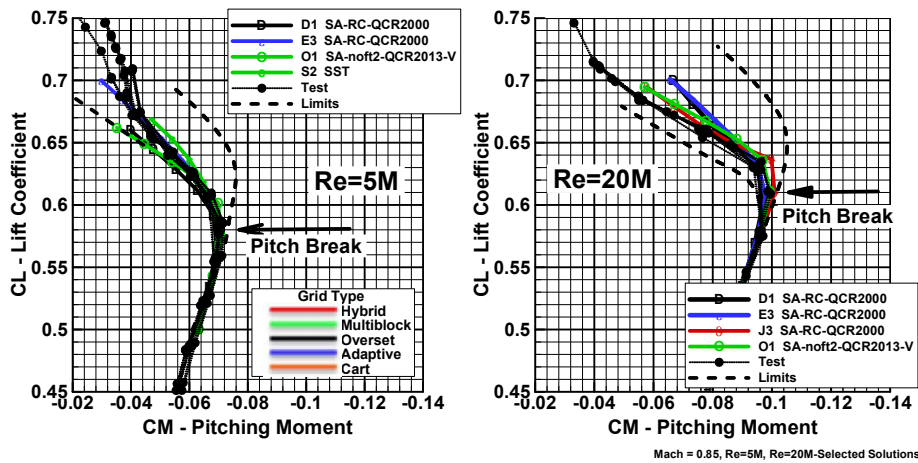 0.75
0.7
0.65
0.6
0.55
0.5
0.45
CL - Lift Coefficient
D1 SA-RC-QCR2000
E3 SA-RC-QCR2000
O1 SA-noft2-QCR2013-V
S2 SST
Test
Limits
Re=5M
Pitch Break
Grid Type
Hybrid
Multiblock
Overset
Adaptive
Cart
-0.02 -0.04 -0.06 -0.08 -0.1 -0.12 -0.14
CM - Pitching Moment
0.75
0.7
0.65
0.6
0.55
0.5
0.45
CL - Lift Coefficient
Re=20M
Pitch Break
D1 SA-RC-QCR2000
E3 SA-RC-QCR2000
J3 SA-RC-QCR2000
O1 SA-noft2-QCR2013-V
Test
Limits
-0.02 -0.04 -0.06 -0.08 -0.1 -0.12 -0.14
CM - Pitching Moment
Mach = 0.85, Re=5M, Re=20M-Selected Solutions